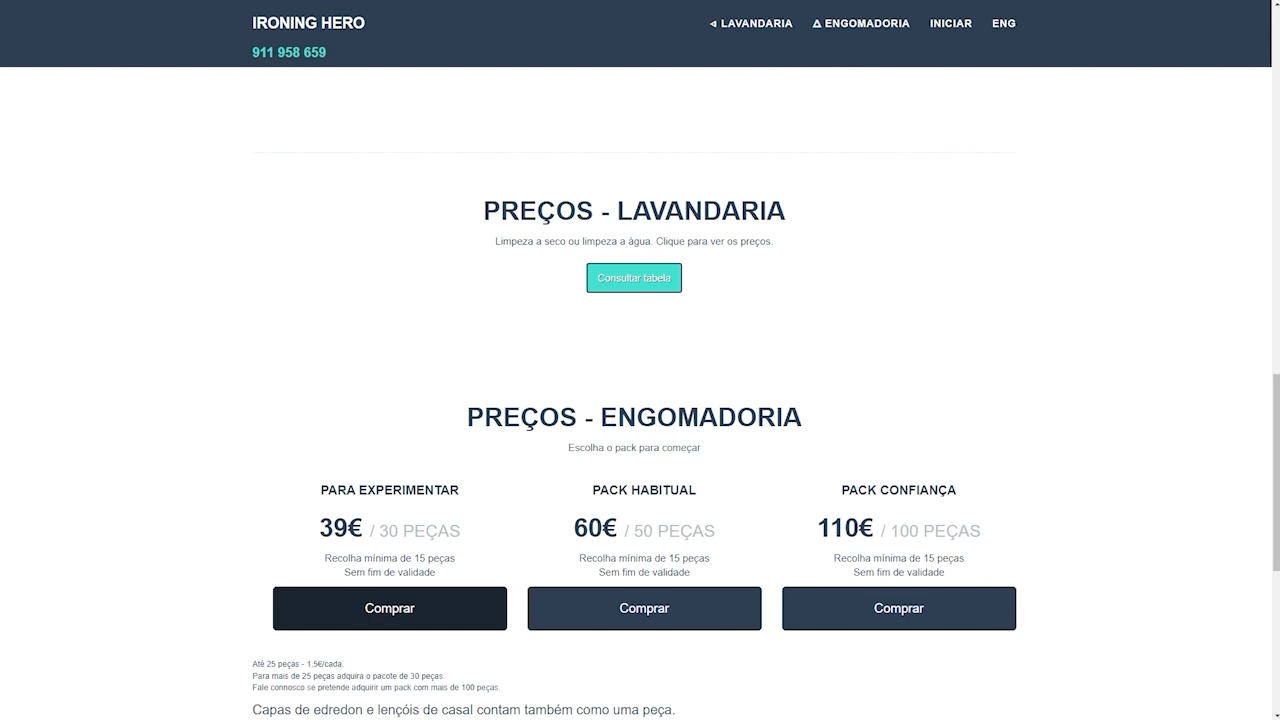 IRONING HERO
911 958 659
⊲ LAVANDARIA
∆ ENGOMADORIA
INICIAR
ENG
PREÇOS - LAVANDARIA
Limpeza a seco ou limpeza a água. Clique para ver os preços.
Consultar tabela
PREÇOS - ENGOMADORIA
Escolha o pack para começar
PARA EXPERIMENTAR
39€ / 30 PEÇAS
Recolha mínima de 15 peças
Sem fim de validade
Comprar
PACK HABITUAL
60€ / 50 PEÇAS
Recolha mínima de 15 peças
Sem fim de validade
Comprar
PACK CONFIANÇA
110€ / 100 PEÇAS
Recolha mínima de 15 peças
Sem fim de validade
Comprar
Até 25 peças - 1,5€/cada.
Para mais de 25 peças adquira o pacote de 30 peças.
Fale connosco se pretende adquirir um pack com mais de 100 peças.
Capas de edredon e lençóis de casal contam também como uma peça.